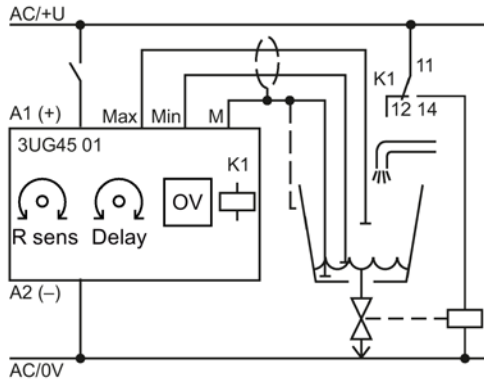 AC/+U
11
K1
12 14
A1 (+)
Max
Min
M
3UG45 01
K1
OV
R sens
Delay
A2 (–)
AC/0V